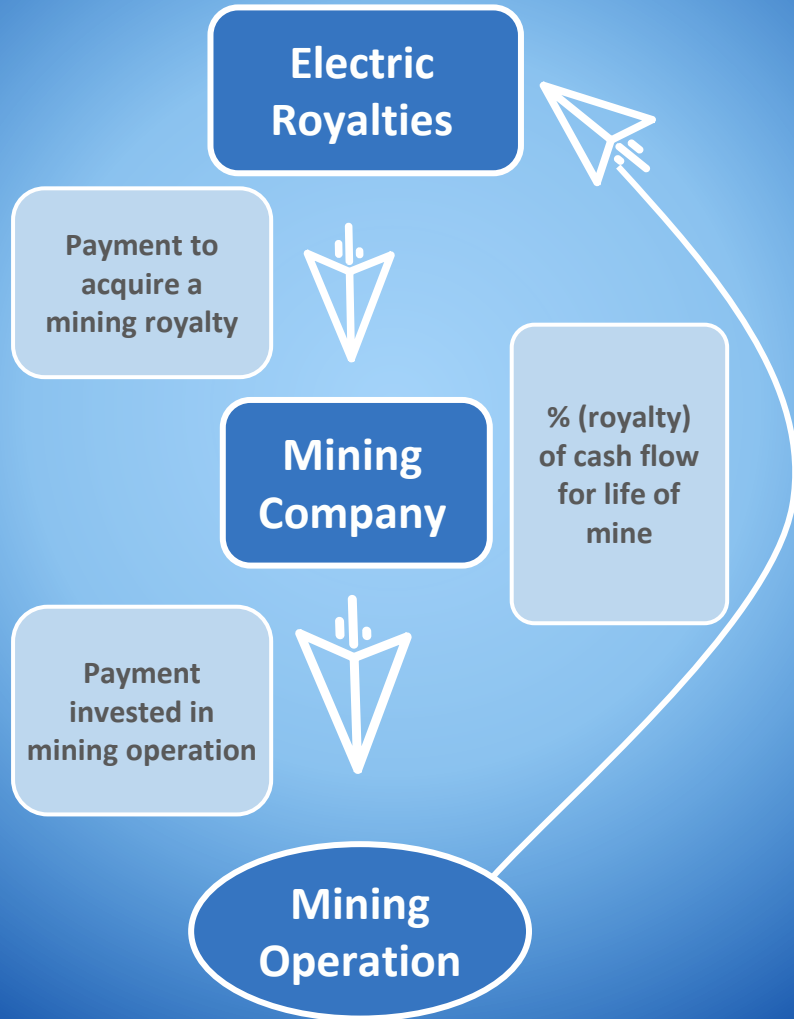 Electric
Royalties
Payment to
acquire a
mining royalty
Mining
Company
% (royalty)
of cash flow
for life of
mine
Payment
invested in
mining operation
Mining
Operation